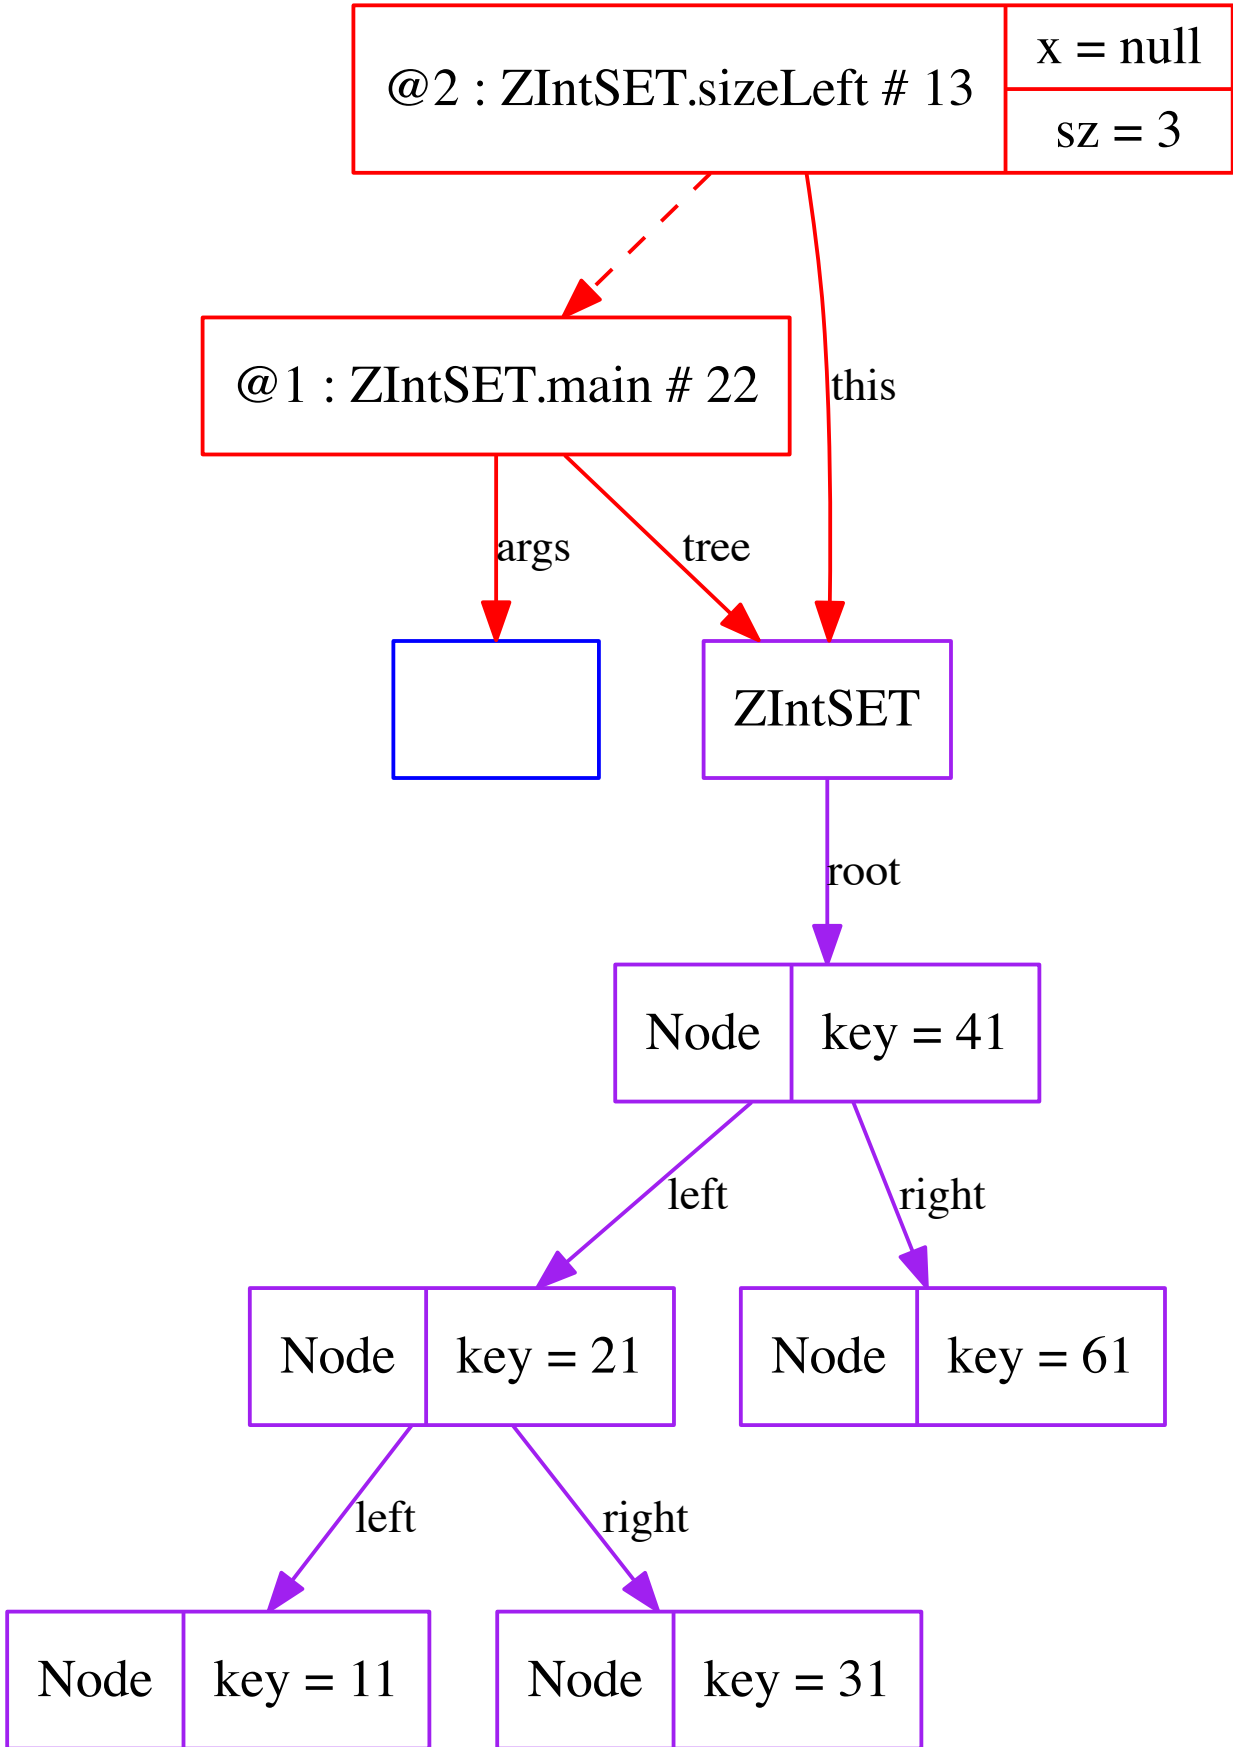 @2 : ZIntSET.sizeLeft # 13
x = null
sz = 3
@1 : ZIntSET.main # 22
this
args
tree
ZIntSET
root
Node
key = 41
left
right
Node
key = 21
Node
key = 61
left
right
Node
key = 11
Node
key = 31